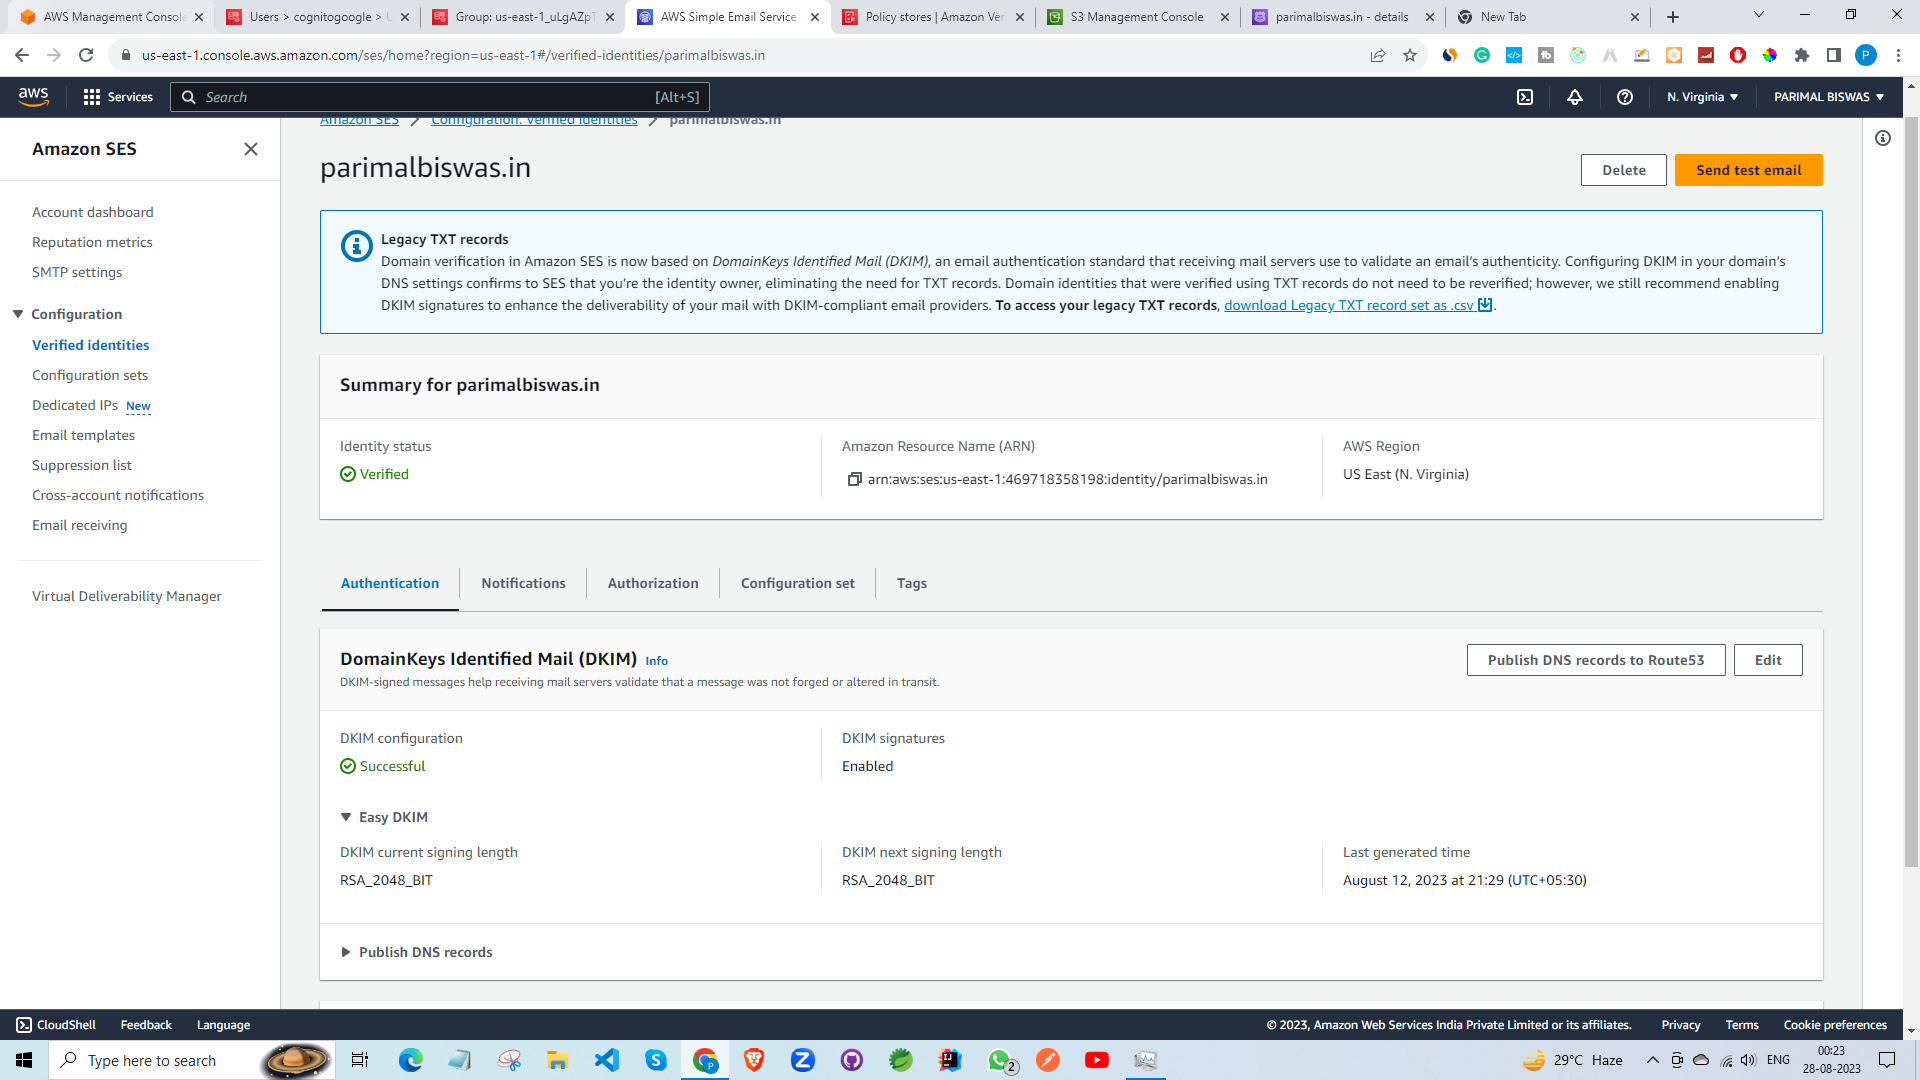 AWS Management Console
Users > cognitogoogle > U
Group: us-east-1_uLgAZpT
AWS Simple Email Service
Policy stores | Amazon Ver
S3 Management Console
parimalbiswas.in - details
New Tab
us-east-1.console.aws.amazon.com/ses/home?region=us-east-1#/verified-identities/parimalbiswas.in
P
aws
Services
Search
[Alt+S]
N. Virginia
PARIMAL BISWAS
Amazon SES
Configuration: Verified identities
parimalbiswas.in
Amazon SES
Account dashboard
Reputation metrics
SMTP settings
Configuration
Verified identities
Configuration sets
Dedicated IPs New
Email templates
Suppression list
Cross-account notifications
Email receiving
Virtual Deliverability Manager
parimalbiswas.in
Delete
Send test email
Legacy TXT records
Domain verification in Amazon SES is now based on DomainKeys Identified Mail (DKIM), an email authentication standard that receiving mail servers use to validate an email's authenticity. Configuring DKIM in your domain's
DNS settings confirms to SES that you're the identity owner, eliminating the need for TXT records. Domain identities that were verified using TXT records do not need to be reverified; however, we still recommend enabling
DKIM signatures to enhance the deliverability of your mail with DKIM-compliant email providers. To access your legacy TXT records, download Legacy TXT record set as .csv.
Summary for parimalbiswas.in
Identity status
Verified
Amazon Resource Name (ARN)
arn:aws:ses:us-east-1:469718358198:identity/parimalbiswas.in
AWS Region
US East (N. Virginia)
Authentication
Notifications
Authorization
Configuration set
Tags
DomainKeys Identified Mail (DKIM) Info
DKIM-signed messages help receiving mail servers validate that a message was not forged or altered in transit.
Publish DNS records to Route53
Edit
DKIM configuration
Successful
DKIM signatures
Enabled
Easy DKIM
DKIM current signing length
RSA_2048_BIT
DKIM next signing length
RSA_2048_BIT
Last generated time
August 12, 2023 at 21:29 (UTC+05:30)
Publish DNS records
CloudShell
Feedback
Language
© 2023, Amazon Web Services India Private Limited or its affiliates.
Privacy
Terms
Cookie preferences
Type here to search
2
29°C Haze
ENG
00:23
28-08-2023